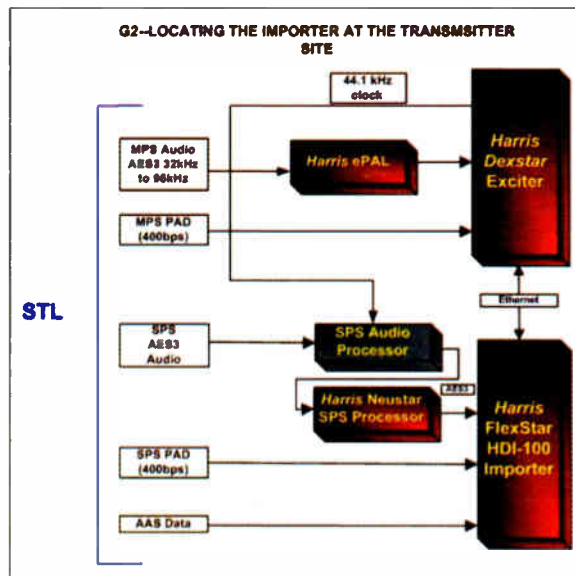 G2--LOCATING THE IMPORTER AT THE TRANSMSITTER
SITE
44.1 kHz
clock
MPS Audio
AES3 32kHz
to 96kHz
Harris ePAL
Harris
Dexstar
Exciter
MPS PAD
(400bps)
Ethernet
STL
SPS
AES3
Audio
SPS Audio
Processor
AES3
Harris Neustar
SPS Processor
Harris
FlexStar
HDI-100
Importer
SPS PAD
(400bps)
AAS Data